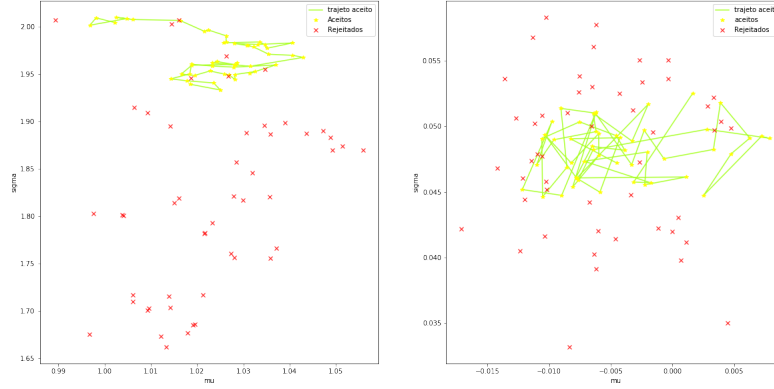 trajeto aceito
Aceitos
Rejeitados
2.00
1.95
1.90
1.85
1.80
1.75
1.70
1.65
sigma
0.99
1.00
1.01
1.02
1.03
1.04
1.05
mu
trajeto aceit
aceitos
Rejeitados
0.055
0.050
0.045
0.040
0.035
sigma
−0.015
−0.010
−0.005
0.000
0.005
mu